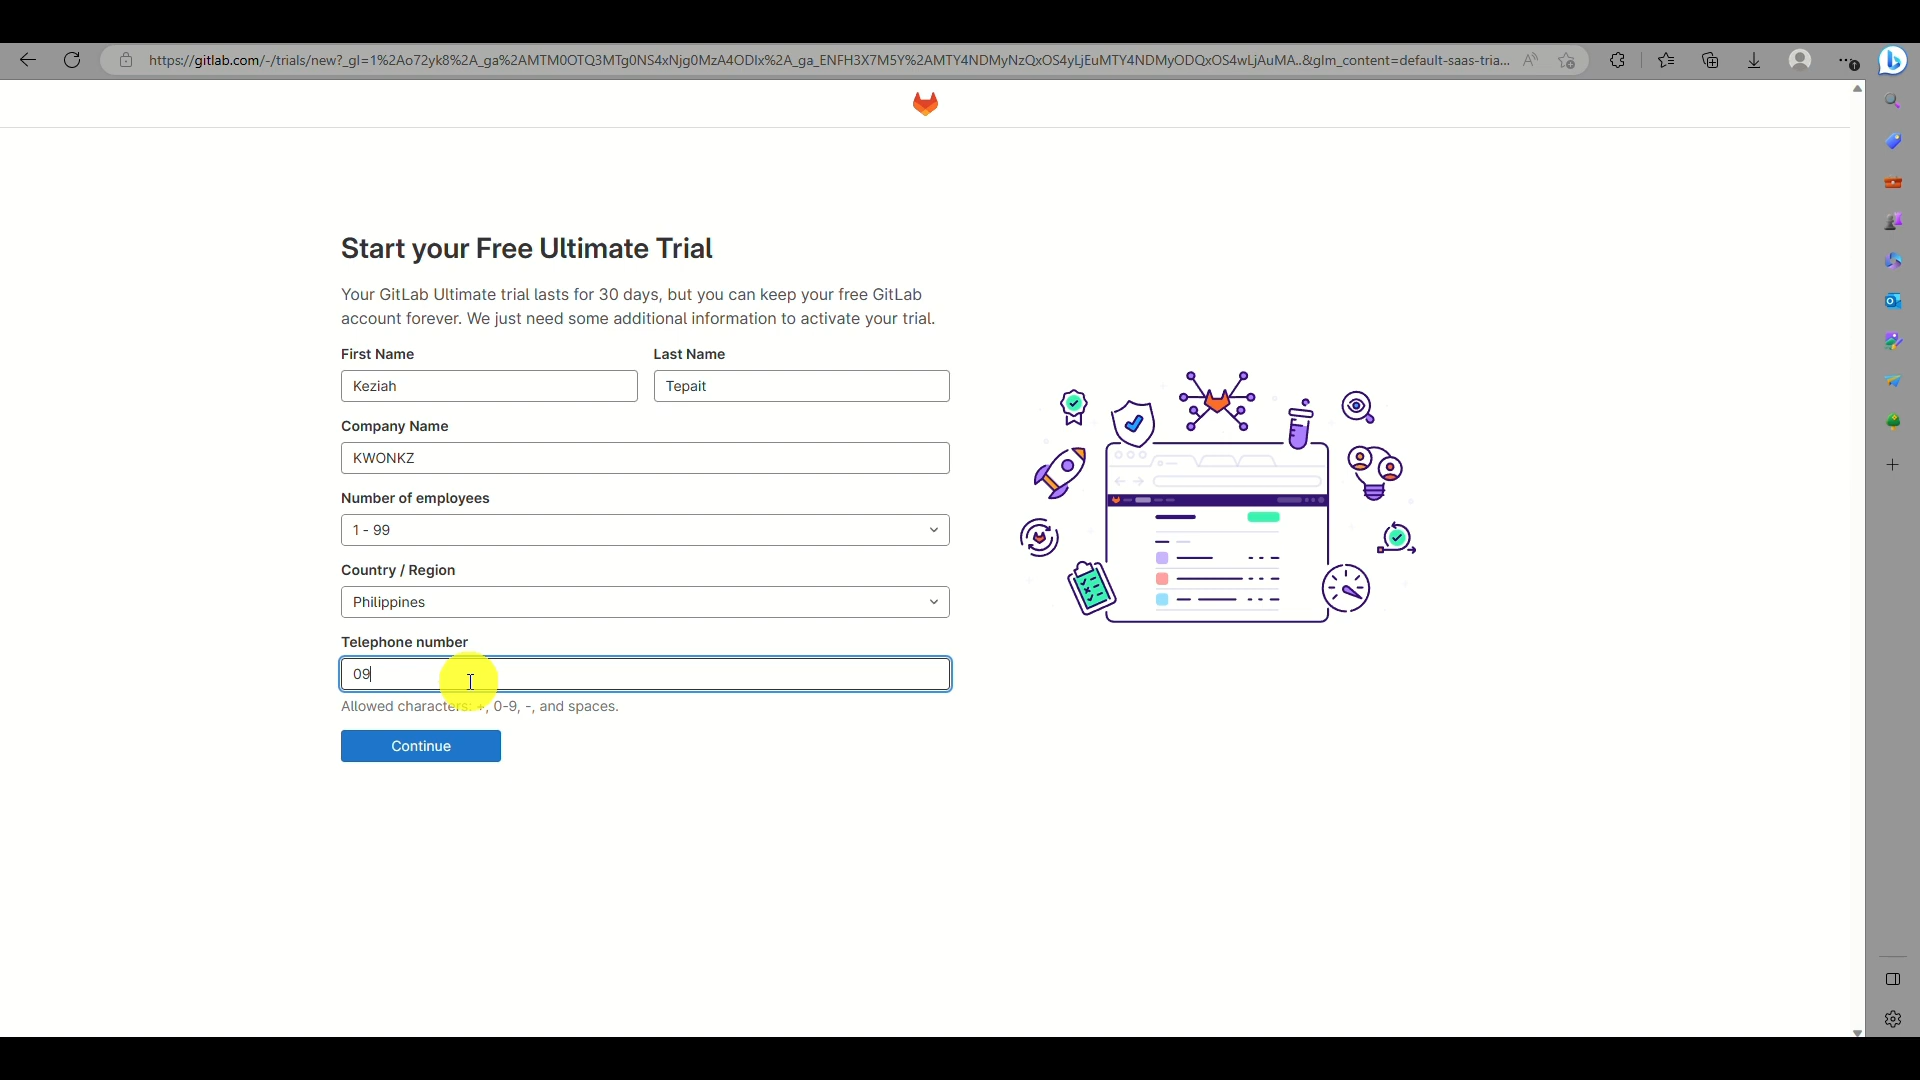 https://gitlab.com/-/trials/new?_gl=1%2Ao72yk8%2A_ga%2AMTM0OTQ3MTg0NS4xNjg0MzA4ODIx%2A_ga_ENFH3X7M5Y%2AMTY4NDMyNzQxOS4yLjEuMTY4NDMyODQxOS4wLjAuMA..&glm_content=default-saas-tria...
Start your Free Ultimate Trial
Your GitLab Ultimate trial lasts for 30 days, but you can keep your free GitLab
account forever. We just need some additional information to activate your trial.
First Name Last Name
Keziah Tepait
Company Name
KWONKZ
Number of employees
1 - 99
Country / Region
Philippines
Telephone number
09
Allowed characters: +, 0-9, -, and spaces.
Continue